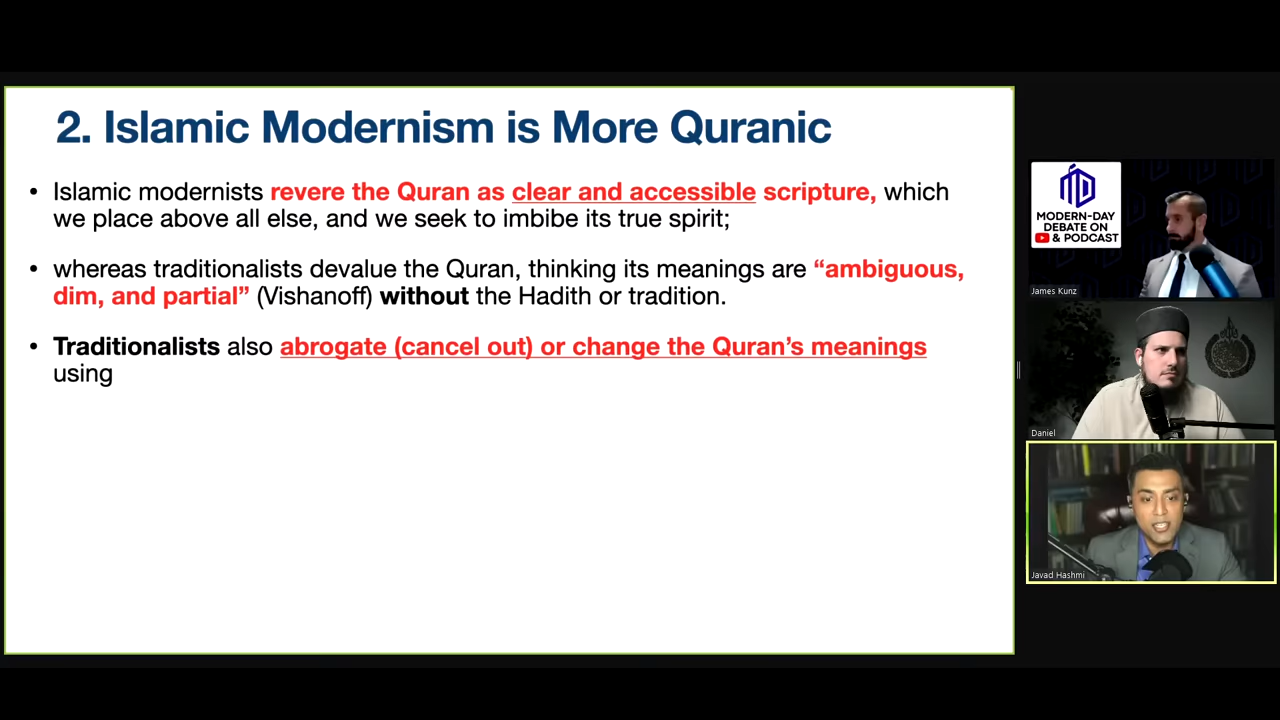 2. Islamic Modernism is More Quranic
• Islamic modernists revere the Quran as clear and accessible scripture, which
we place above all else, and we seek to imbibe its true spirit;
• whereas traditionalists devalue the Quran, thinking its meanings are “ambiguous,
dim, and partial” (Vishanoff) without the Hadith or tradition.
• Traditionalists also abrogate (cancel out) or change the Quran’s meanings
using
MODERN-DAY
DEBATE ON
& PODCAST
James Kunz
Daniel
Javad Hashmi